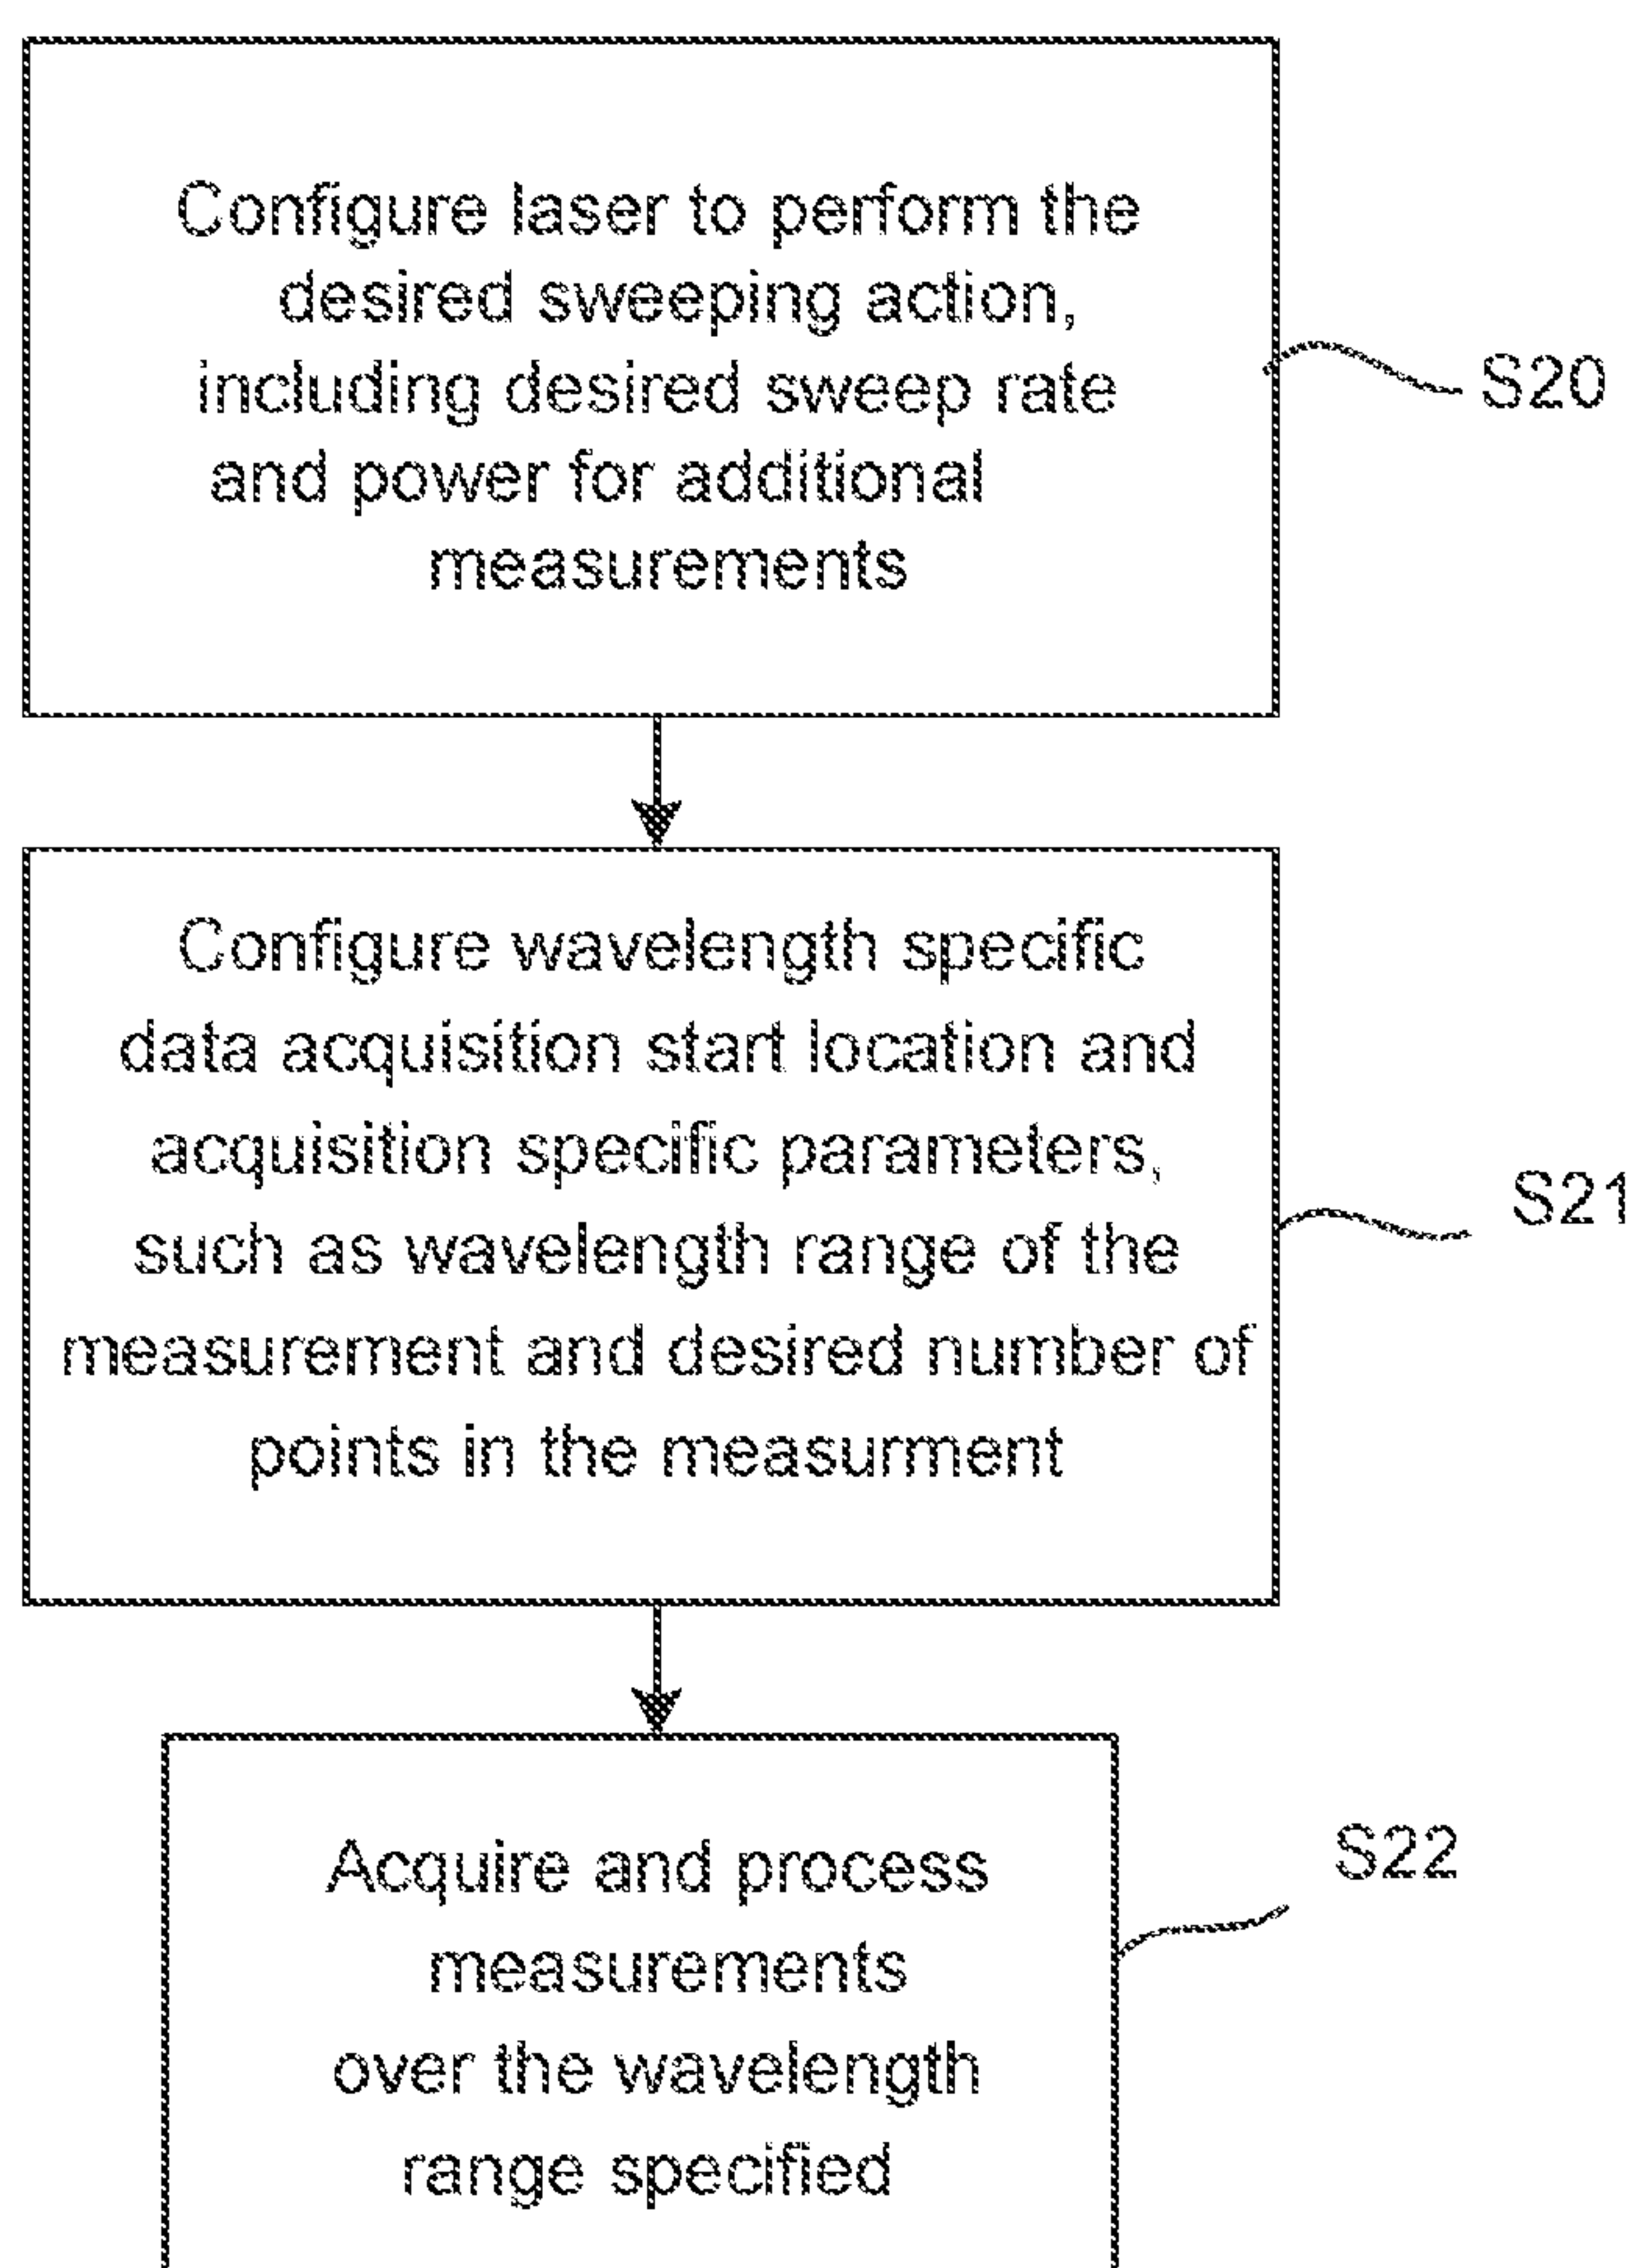 Configure laser to perform the
desired sweeping action,
including desired sweep rate
and power for additional
measurements
S20
Configure wavelength specific
data acquisition start location and
acquisition specific parameters,
such as wavelength range of the
measurement and desired number of
points in the measurment
S21
Acquire and process
measurements
over the wavelength
range specified
S22